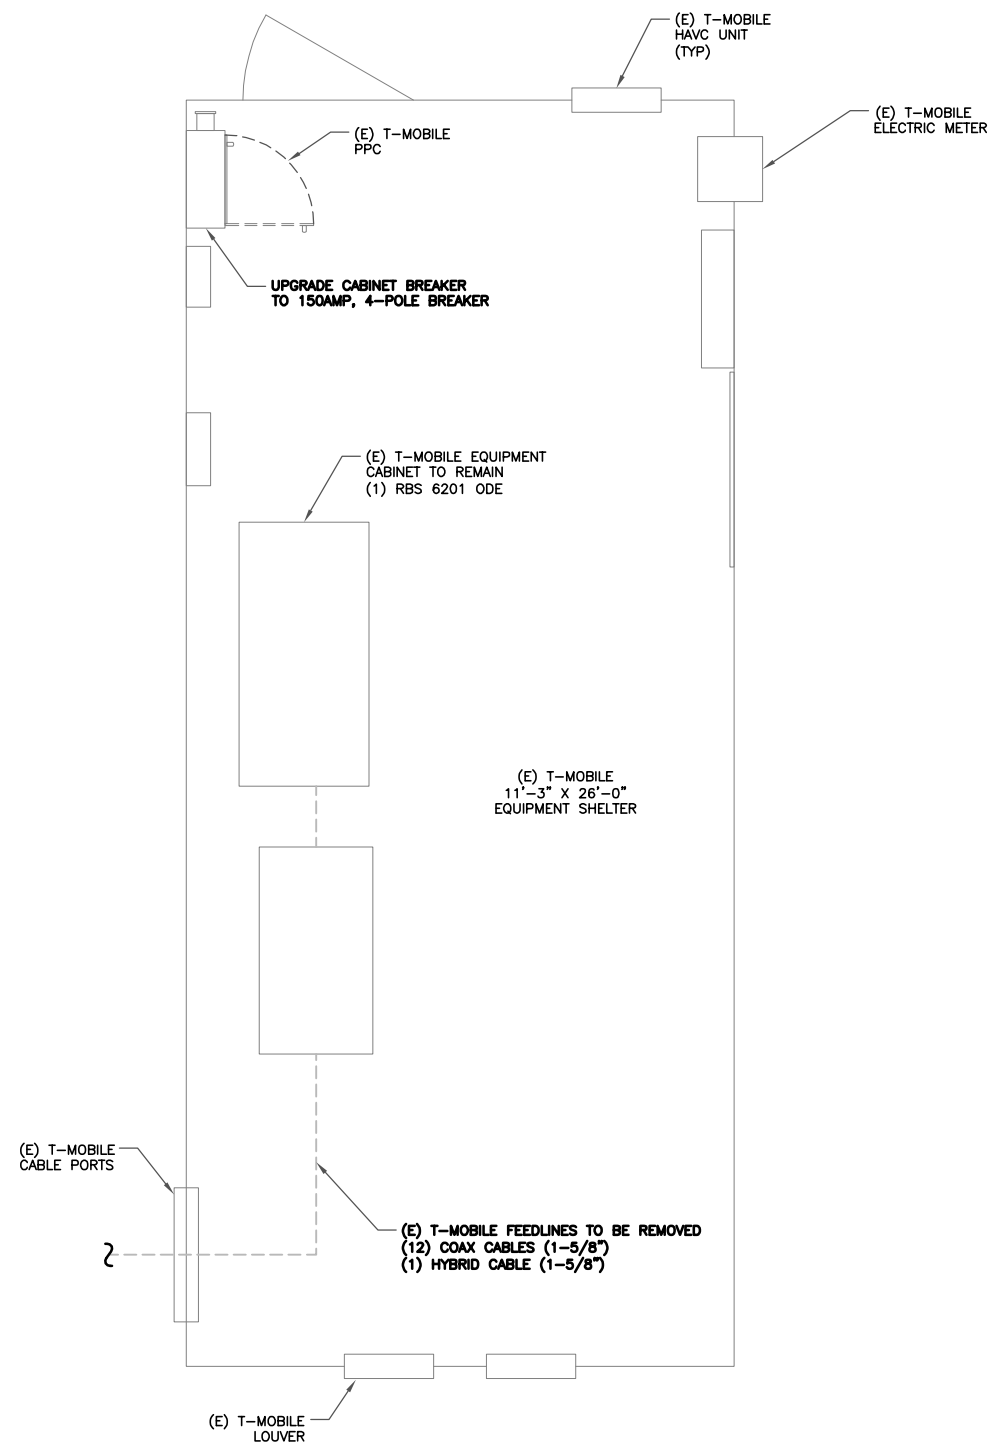 (E) T-MOBILE
HAVC UNIT
(TYP)
(E) T-MOBILE
ELECTRIC METER
(E) T-MOBILE
PPC
UPGRADE CABINET BREAKER
TO 150AMP, 4-POLE BREAKER
(E) T-MOBILE EQUIPMENT
CABINET TO REMAIN
(1) RBS 6201 ODE
(E) T-MOBILE
11'-3" X 26'-0"
EQUIPMENT SHELTER
(E) T-MOBILE
CABLE PORTS
(E) T-MOBILE FEEDLINES TO BE REMOVED
(12) COAX CABLES (1-5/8")
(1) HYBRID CABLE (1-5/8")
(E) T-MOBILE
LOUVER